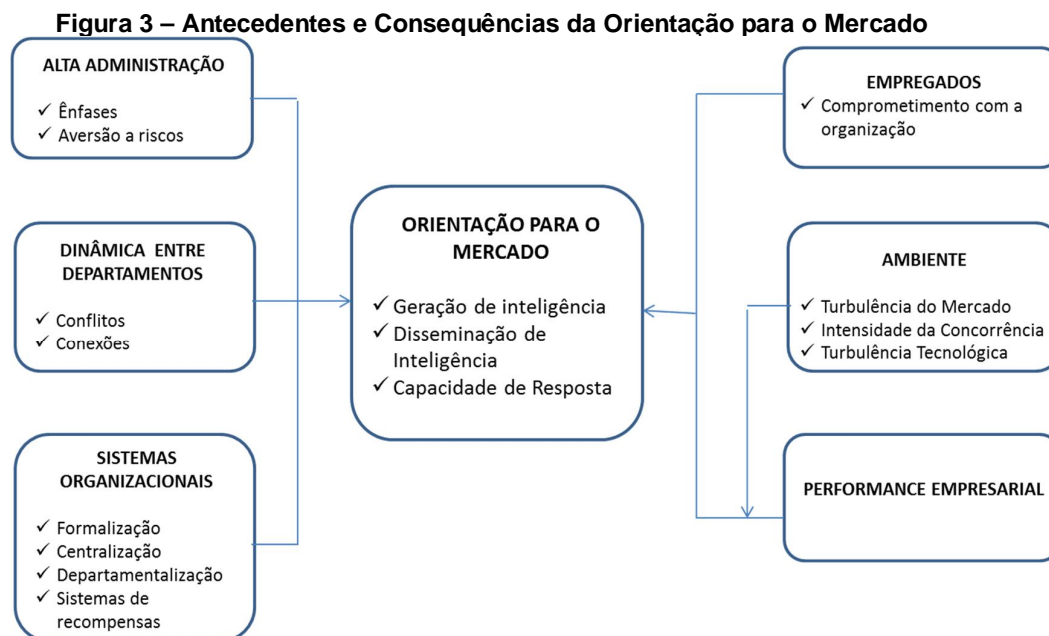 Figura 3 – Antecedentes e Consequências da Orientação para o Mercado
ALTA ADMINISTRAÇÃO
✓ Ênfases
✓ Aversão a riscos
DINÂMICA ENTRE
DEPARTAMENTOS
✓ Conflitos
✓ Conexões
SISTEMAS
ORGANIZACIONAIS
✓ Formalização
✓ Centralização
✓ Departamentalização
✓ Sistemas de
recompensas
ORIENTAÇÃO PARA O
MERCADO
✓ Geração de inteligência
✓ Disseminação de
Inteligência
✓ Capacidade de Resposta
EMPREGADOS
✓ Comprometimento com a
organização
AMBIENTE
✓ Turbulência do Mercado
✓ Intensidade da Concorrência
✓ Turbulência Tecnológica
PERFORMANCE EMPRESARIAL